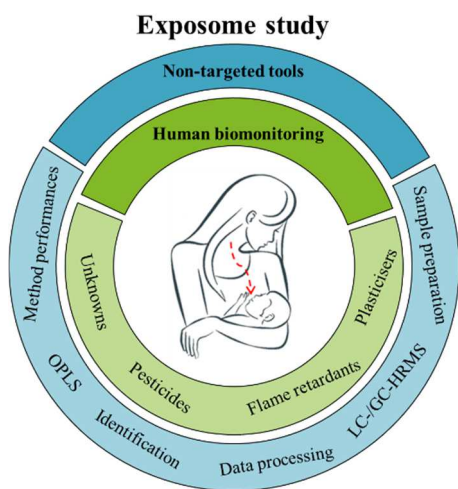 Exposome study
Non-targeted tools
Human biomonitoring
Method performances
OPLS
Identification
Data processing
LC-/GC-HRMS
Sample preparation
Unknowns
Pesticides
Flame retardants
Plasticisers